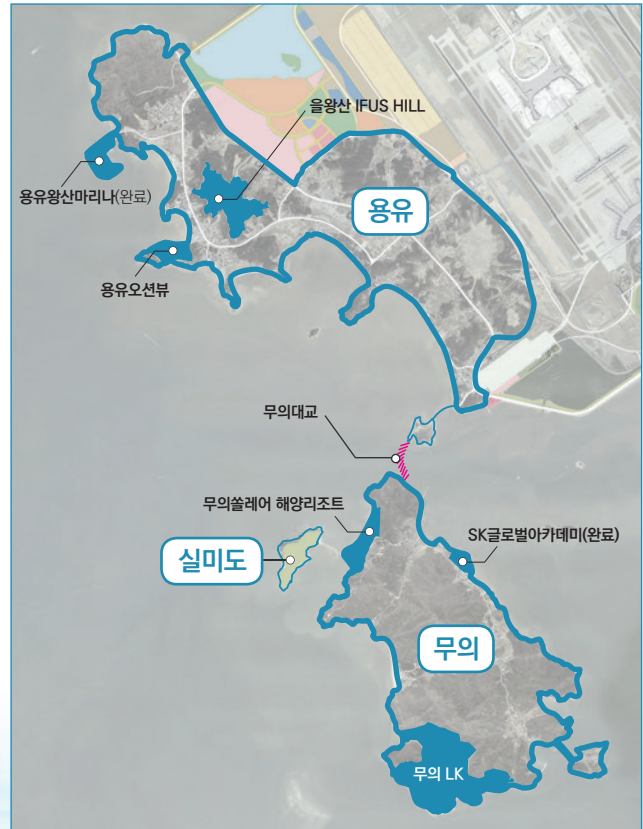 을왕산 IFUS HILL
용유왕산마리나(완료)
용유
용유오션뷰
무의대교
무의쏠레어 해양리조트
SK글로벌아카데미(완료)
실미도
무의
무의 LK